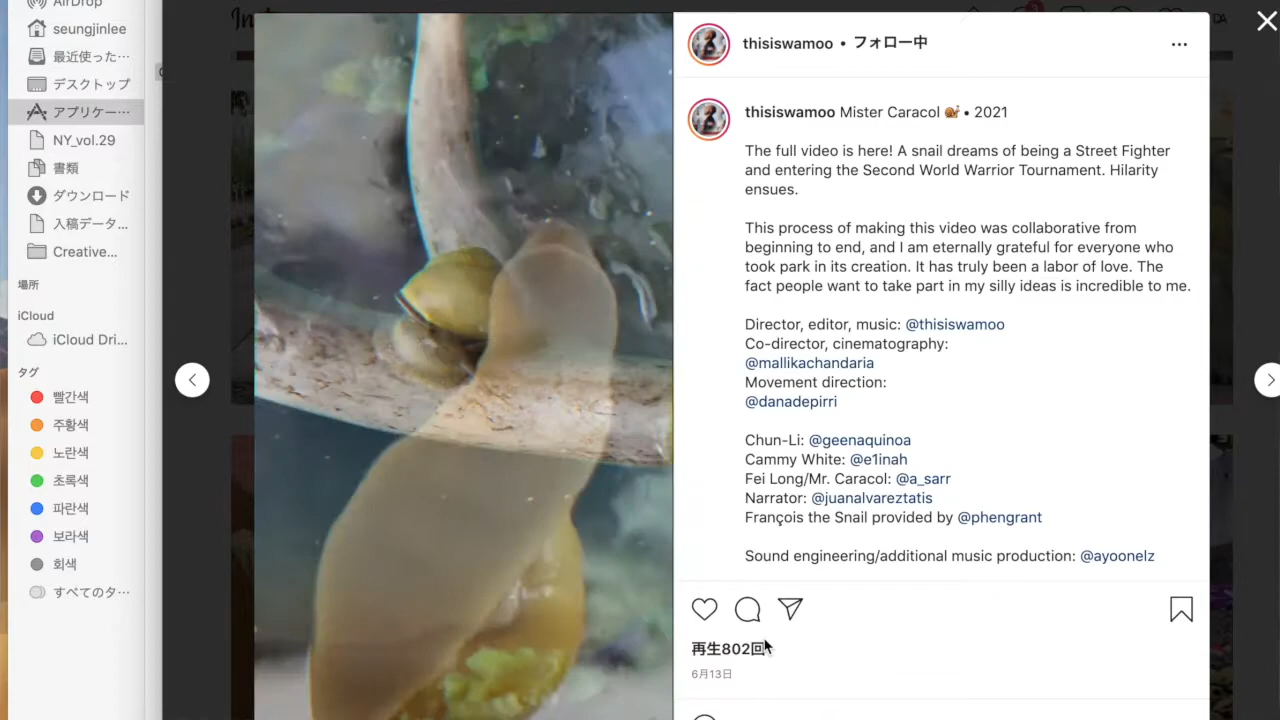 AirDrop
seungjinlee
最近使った…
デスクトップ
アプリケー…
NY_vol.29
書類
ダウンロード
入稿データ...
Creative...
場所
iCloud
iCloud Dri...
タグ
빨간색
주황색
노란색
초록색
파란색
보라색
회색
すべてのタ…
thisiswamoo • フォロー中
thisiswamoo Mister Caracol 🐌 • 2021
The full video is here! A snail dreams of being a Street Fighter
and entering the Second World Warrior Tournament. Hilarity
ensues.
This process of making this video was collaborative from
beginning to end, and I am eternally grateful for everyone who
took park in its creation. It has truly been a labor of love. The
fact people want to take part in my silly ideas is incredible to me.
Director, editor, music: @thisiswamoo
Co-director, cinematography:
@mallikachandaria
Movement direction:
@danadepirri
Chun-Li: @geenaquinoa
Cammy White: @e1inah
Fei Long/Mr. Caracol: @a_sarr
Narrator: @juanalvareztatis
François the Snail provided by @phengrant
Sound engineering/additional music production: @ayoonelz
再生802回
6月13日